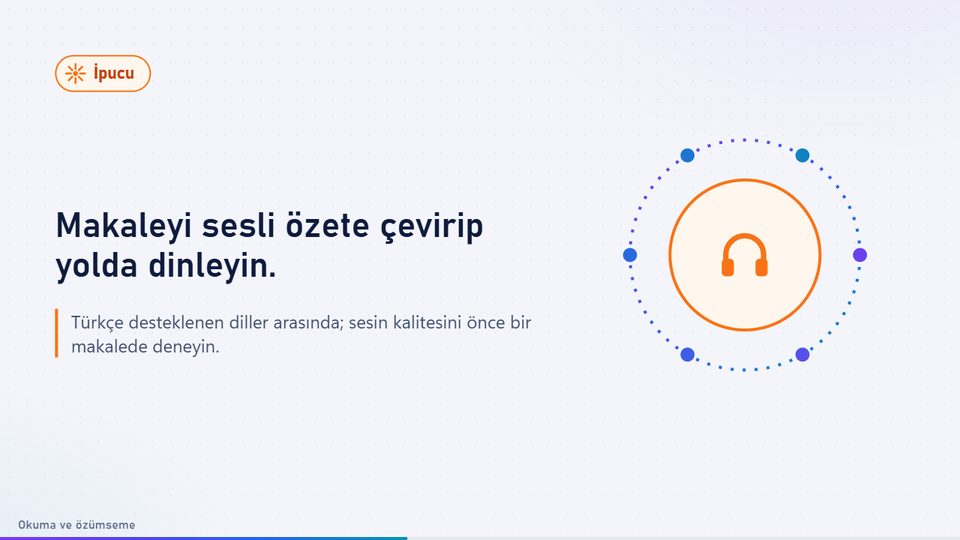 İpucu
Makaleyi sesli özete çevirip
yolda dinleyin.
Türkçe desteklenen diller arasında; sesin kalitesini önce bir
makalede deneyin.
Okuma ve özümseme